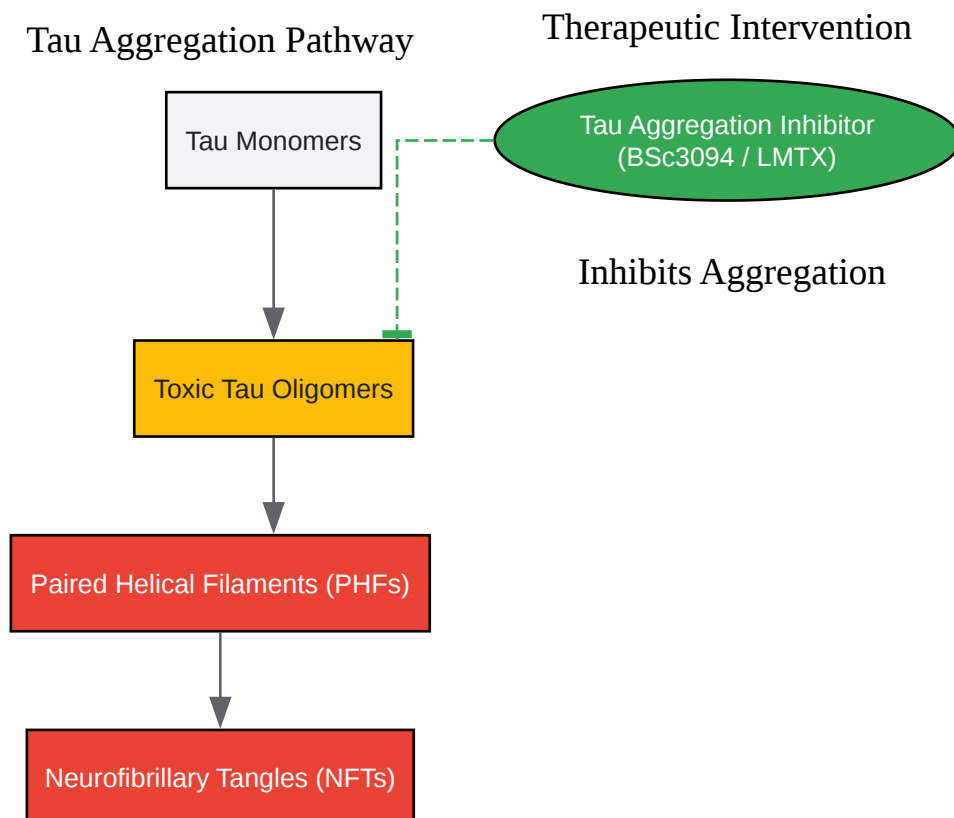 Tau Aggregation Pathway
Therapeutic Intervention
Tau Monomers
Tau Aggregation Inhibitor
(BSc3094 / LMTX)
Inhibits Aggregation
Toxic Tau Oligomers
Paired Helical Filaments (PHFs)
Neurofibrillary Tangles (NFTs)